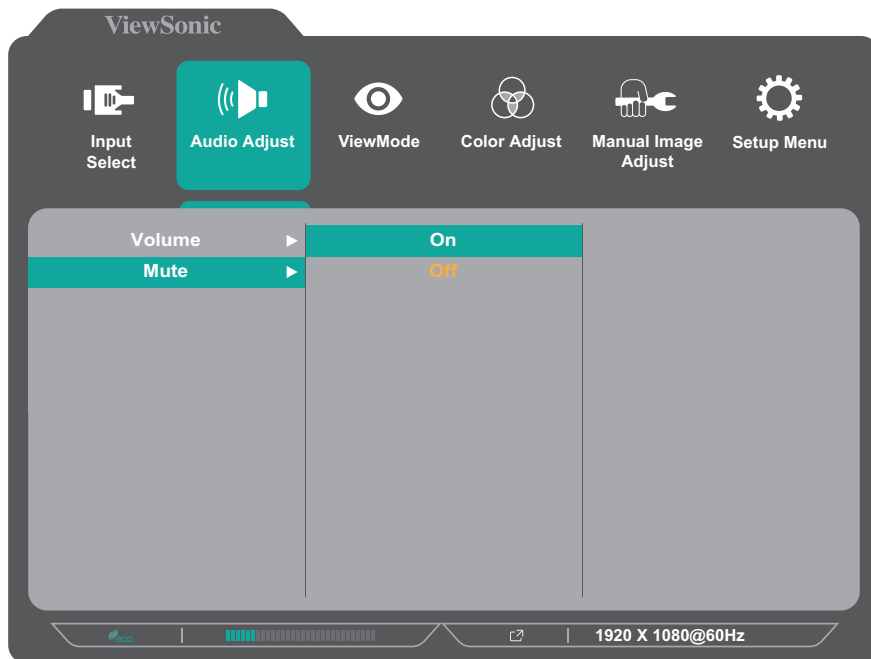 ViewSonic
Input
Select
Audio Adjust
ViewMode
Color Adjust
Manual Image
Adjust
Setup Menu
Volume
On
Mute
Off
eco
1920 X 1080@60Hz